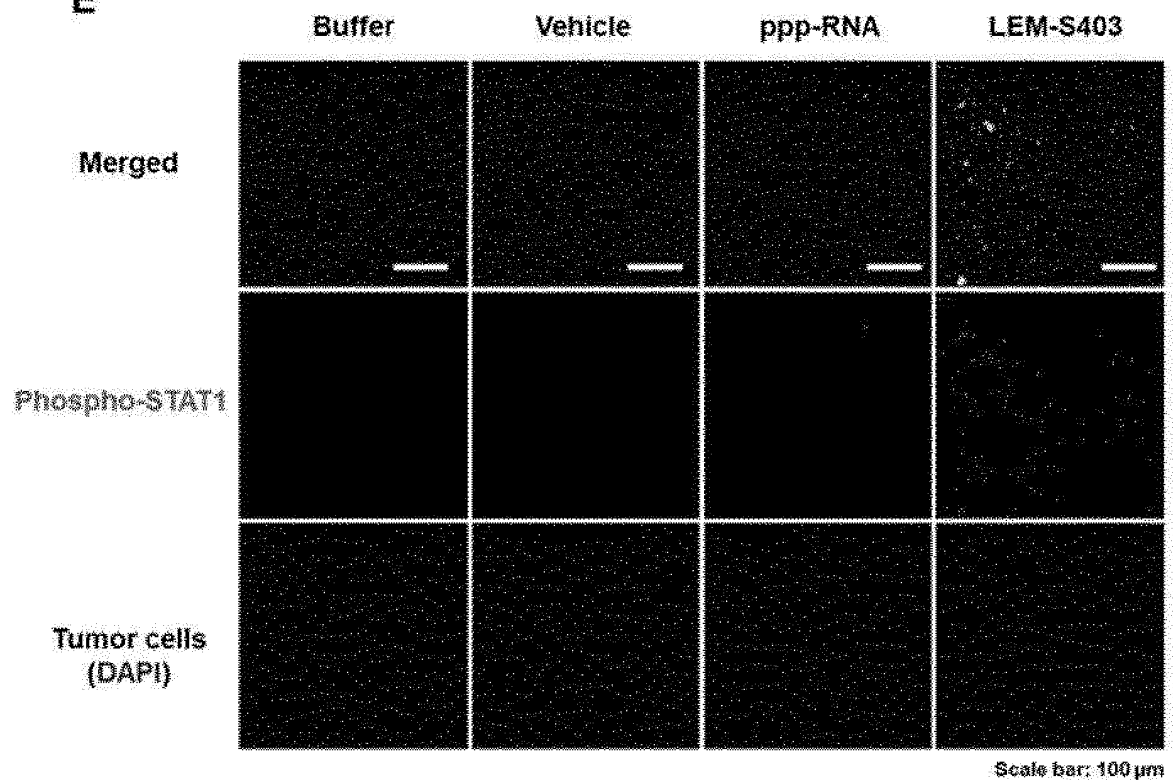 E
Buffer Vehicle ppp-RNA LEM-S403
Merged
Phospho-STAT1
Tumor cells
(DAPI)
Scale bar: 100 μm